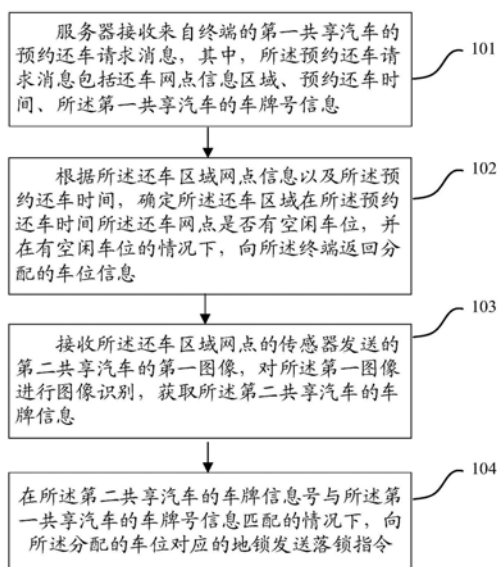 服务器接收来自终端的第一共享汽车的
预约还车请求消息，其中，所述预约还车请
求消息包括还车网点信息区域、预约还车时
间、所述第一共享汽车的车牌号信息
101
根据所述还车区域网点信息以及所述预
约还车时间，确定所述还车区域在所述预约
还车时间所述还车网点是否有空闲车位，并
在有空闲车位的情况下，向所述终端返回分
配的车位信息
102
接收所述还车区域网点的传感器发送的
第二共享汽车的第一图像，对所述第一图像
进行图像识别，获取所述第二共享汽车的车
牌信息
103
在所述第二共享汽车的车牌信息号与所述第
一共享汽车的车牌号信息匹配的情况下，向
所述分配的车位对应的地锁发送落锁指令
104